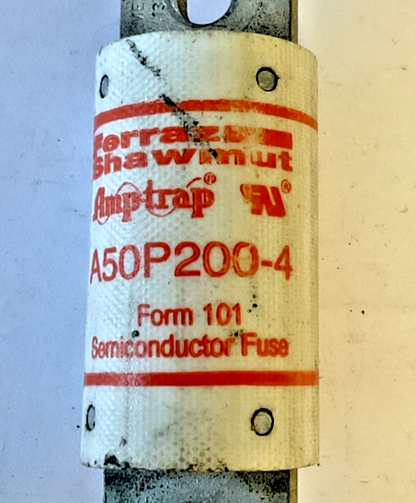 Ferraz
Shawmut
Amp-trap®
A50P200-4
Form 101
Semiconductor Fuse